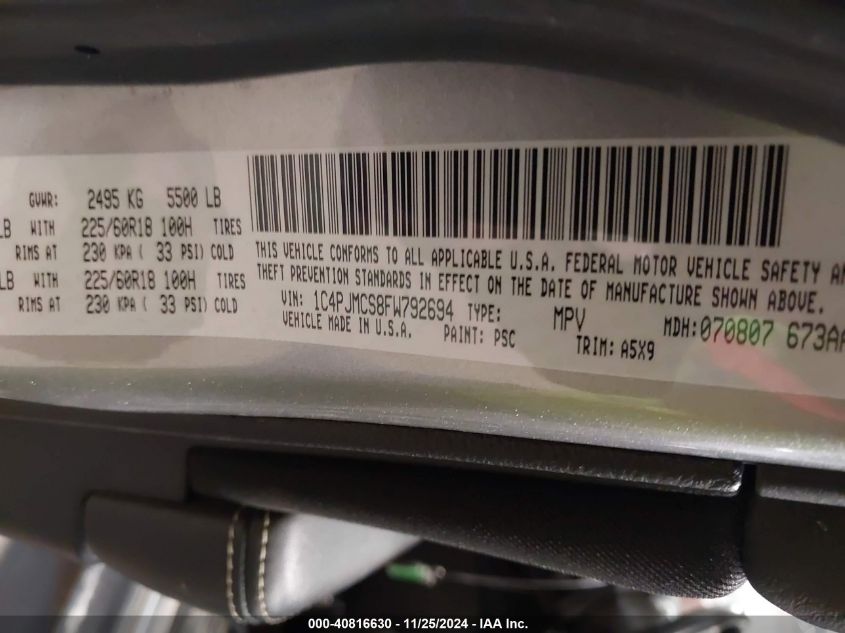 GVWR: 2495 KG 5500 LB
LB WITH 225/60R18 100H TIRES
RIMS AT 230 KPA ( 33 PSI) COLD
LB WITH 225/60R18 100H TIRES
RIMS AT 230 KPA ( 33 PSI) COLD
THIS VEHICLE CONFORMS TO ALL APPLICABLE U.S.A. FEDERAL MOTOR VEHICLE SAFETY AN
THEFT PREVENTION STANDARDS IN EFFECT ON THE DATE OF MANUFACTURE SHOWN ABOVE.
VIN: 1C4PJMCS8FW792694 TYPE: MPV MDH:070807 673AA
VEHICLE MADE IN U.S.A. PAINT: PSC TRIM: A5X9
000-40816630 - 11/25/2024 - IAA Inc.